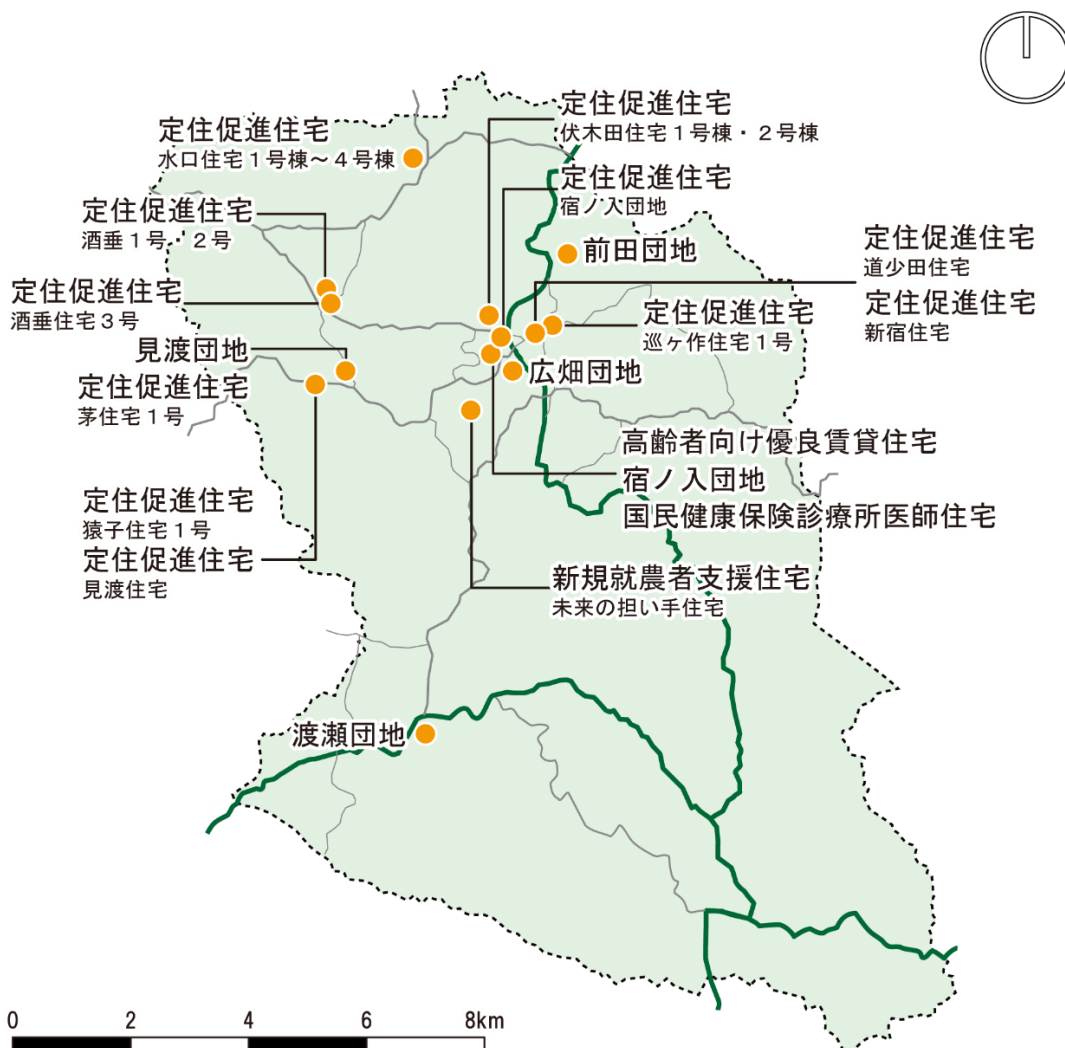 定住促進住宅
伏木田住宅１号棟・２号棟
定住促進住宅
水口住宅１号棟～４号棟
定住促進住宅
宿ノ入団地
定住促進住宅
酒垂１号・２号
前田団地
定住促進住宅
道少田住宅
定住促進住宅
新宿住宅
定住促進住宅
酒垂住宅３号
定住促進住宅
巡ヶ作住宅１号
見渡団地
広畑団地
定住促進住宅
茅住宅１号
高齢者向け優良賃貸住宅
宿ノ入団地
国民健康保険診療所医師住宅
定住促進住宅
猿子住宅１号
定住促進住宅
見渡住宅
新規就農者支援住宅
未来の担い手住宅
渡瀬団地
0 2 4 6 8km